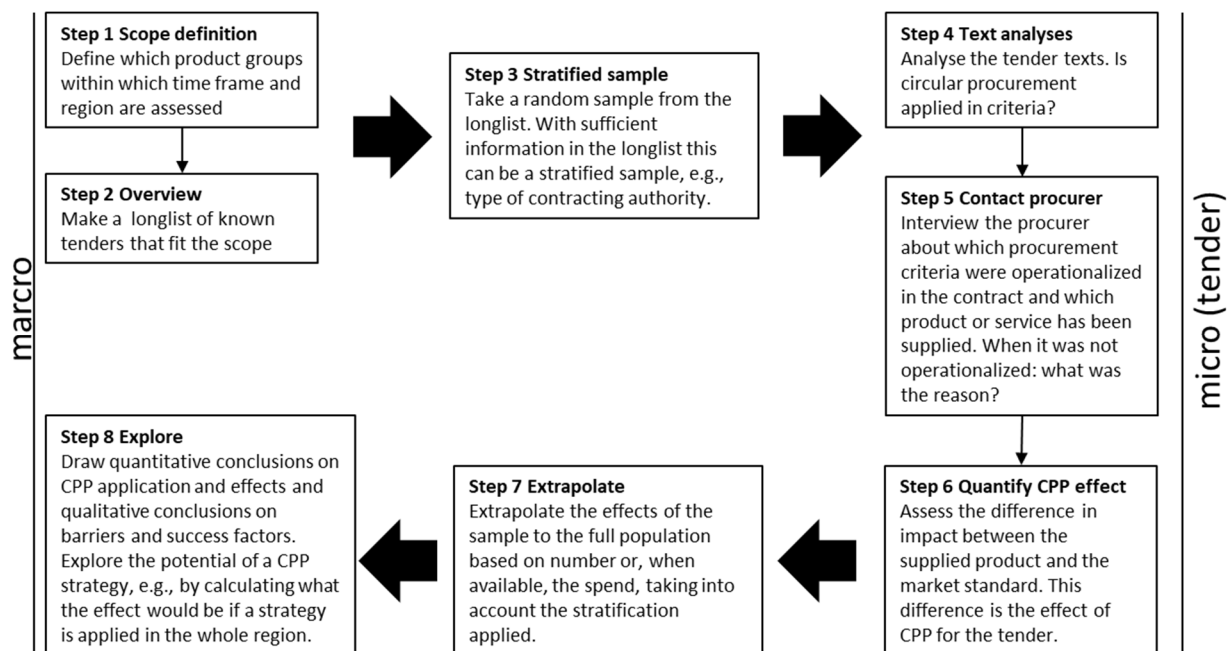 marcro
Step 1 Scope definition
Define which product groups
within which time frame and
region are assessed
Step 2 Overview
Make a longlist of known
tenders that fit the scope
Step 3 Stratified sample
Take a random sample from the
longlist. With sufficient
information in the longlist this
can be a stratified sample, e.g.,
type of contracting authority.
Step 4 Text analyses
Analyse the tender texts. Is
circular procurement
applied in criteria?
Step 5 Contact procurer
Interview the procurer
about which procurement
criteria were operationalized
in the contract and which
product or service has been
supplied. When it was not
operationalized: what was
the reason?
Step 6 Quantify CPP effect
Assess the difference in
impact between the
supplied product and the
market standard. This
difference is the effect of
CPP for the tender.
Step 7 Extrapolate
Extrapolate the effects of the
sample to the full population
based on number or, when
available, the spend, taking into
account the stratification
applied.
Step 8 Explore
Draw quantitative conclusions on
CPP application and effects and
qualitative conclusions on
barriers and success factors.
Explore the potential of a CPP
strategy, e.g., by calculating what
the effect would be if a strategy
is applied in the whole region.
micro (tender)